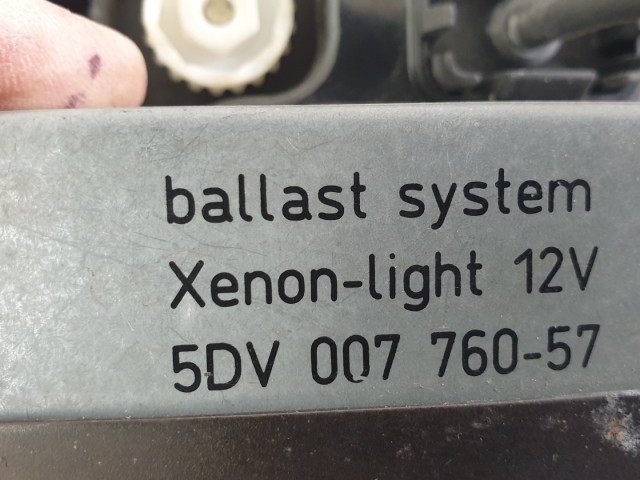 ballast system
Xenon-light 12V
5DV 007 760-57